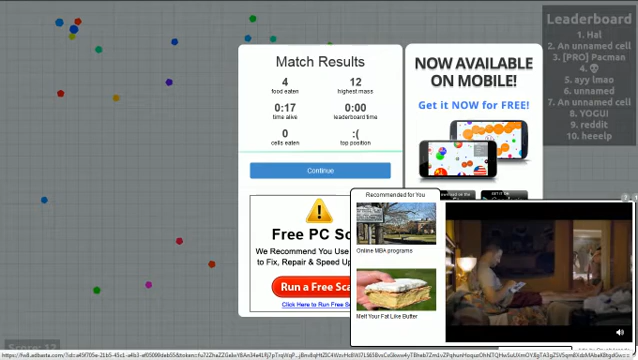 Leaderboard
1. Hal
2. An unnamed cell
3. [PRO] Pacman
4.
5. ayy lmao
6. unnamed
7. An unnamed cell
8. YOGUI
9. reddit
10. heeelp
Match Results
4
food eaten
12
highest mass
0:17
time alive
0:00
leaderboard time
0
cells eaten
:(
top position
Continue
NOW AVAILABLE
ON MOBILE!
Get it NOW for FREE!
Free PC
We Recommend You
to Fix, Repair & Speed
Run a Free
Click Here to Run Free
Recommended for You
Online MBA programs
Melt Your Fat Like Butter
Score: 12